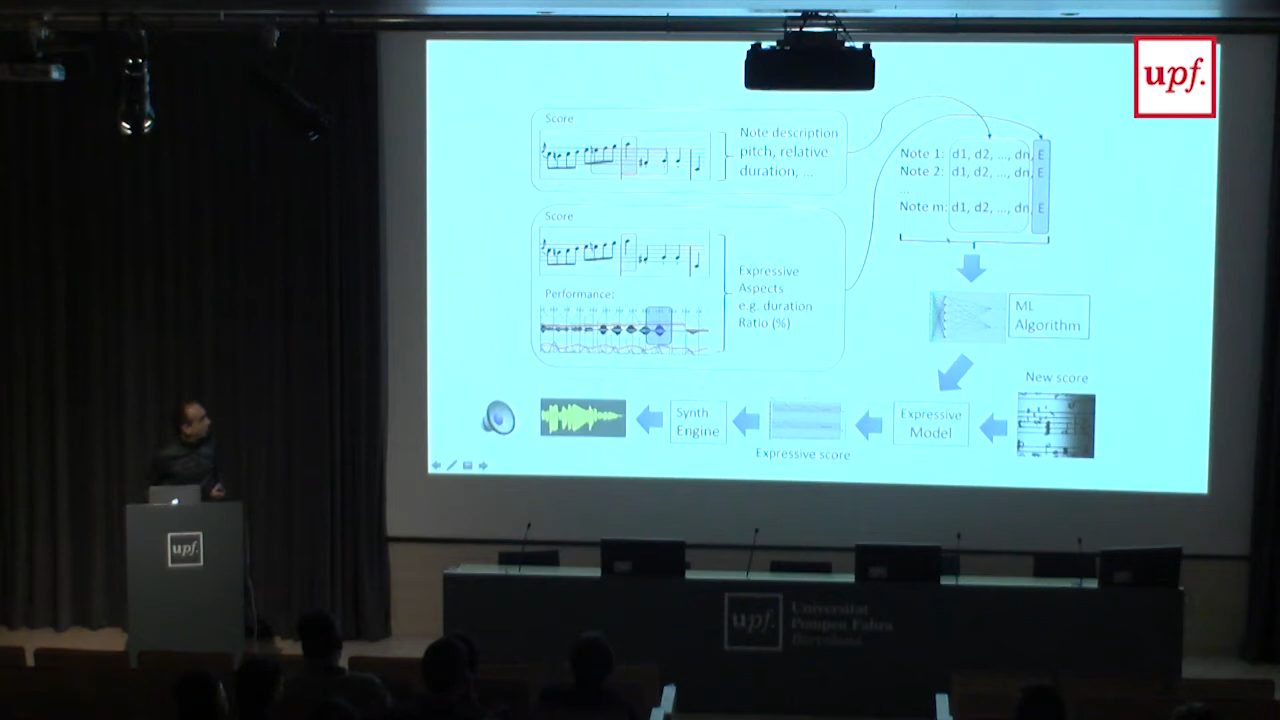 upf.
Score
Note description
pitch, relative
duration, ...
Note 1: d1, d2, ..., dn, E
Note 2: d1, d2, ..., dn, E
...
Note m: d1, d2, ..., dn, E
Score
Expressive
Aspects
e.g. duration
Ratio (%)
Performance:
ML
Algorithm
New score
Synth
Engine
Expressive
Model
Expressive score
upf.
upf.
Universitat
Pompeu Fabra
Barcelona